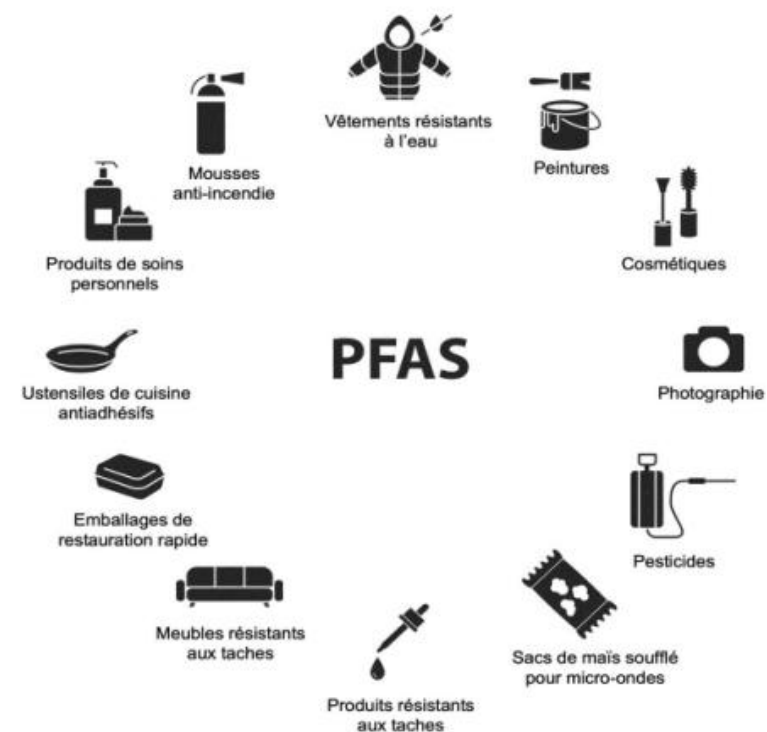 Vêtements résistants
à l'eau
Peintures
Mousses
anti-incendie
Cosmétiques
Produits de soins
personnels
PFAS
Photographie
Ustensiles de cuisine
antiadhésifs
Emballages de
restauration rapide
Pesticides
Meubles résistants
aux taches
Sacs de maïs soufflé
pour micro-ondes
Produits résistants
aux taches